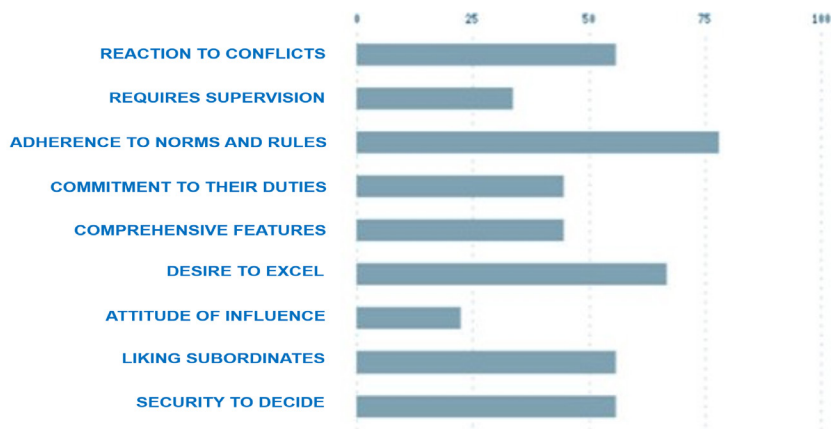 0 25 50 75 100
REACTION TO CONFLICTS
REQUIRES SUPERVISION
ADHERENCE TO NORMS AND RULES
COMMITMENT TO THEIR DUTIES
COMPREHENSIVE FEATURES
DESIRE TO EXCEL
ATTITUDE OF INFLUENCE
LIKING SUBORDINATES
SECURITY TO DECIDE